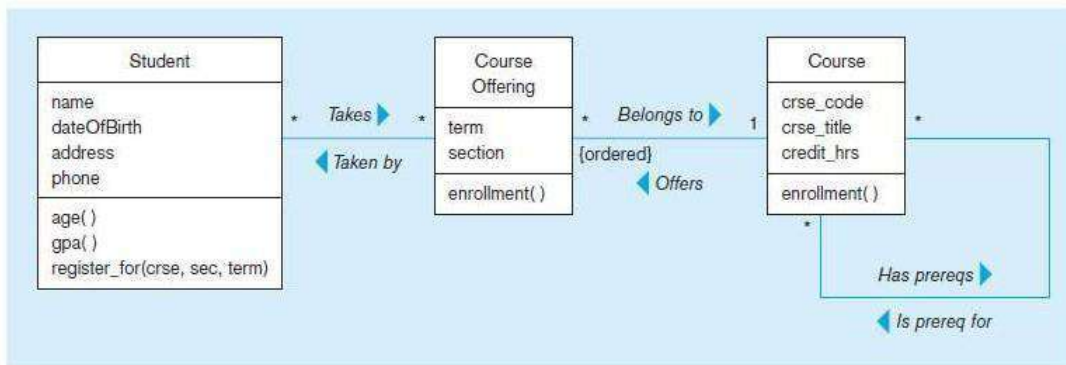 Student
name
dateOfBirth
address
phone
age( )
gpa( )
register_for(crse, sec, term)
* Takes *
Taken by
Course
Offering
term
section
enrollment( )
* Belongs to 1
{ordered}
Offers
Course
crse_code
crse_title
credit_hrs
enrollment( )
*
*
Has prereqs
Is prereq for